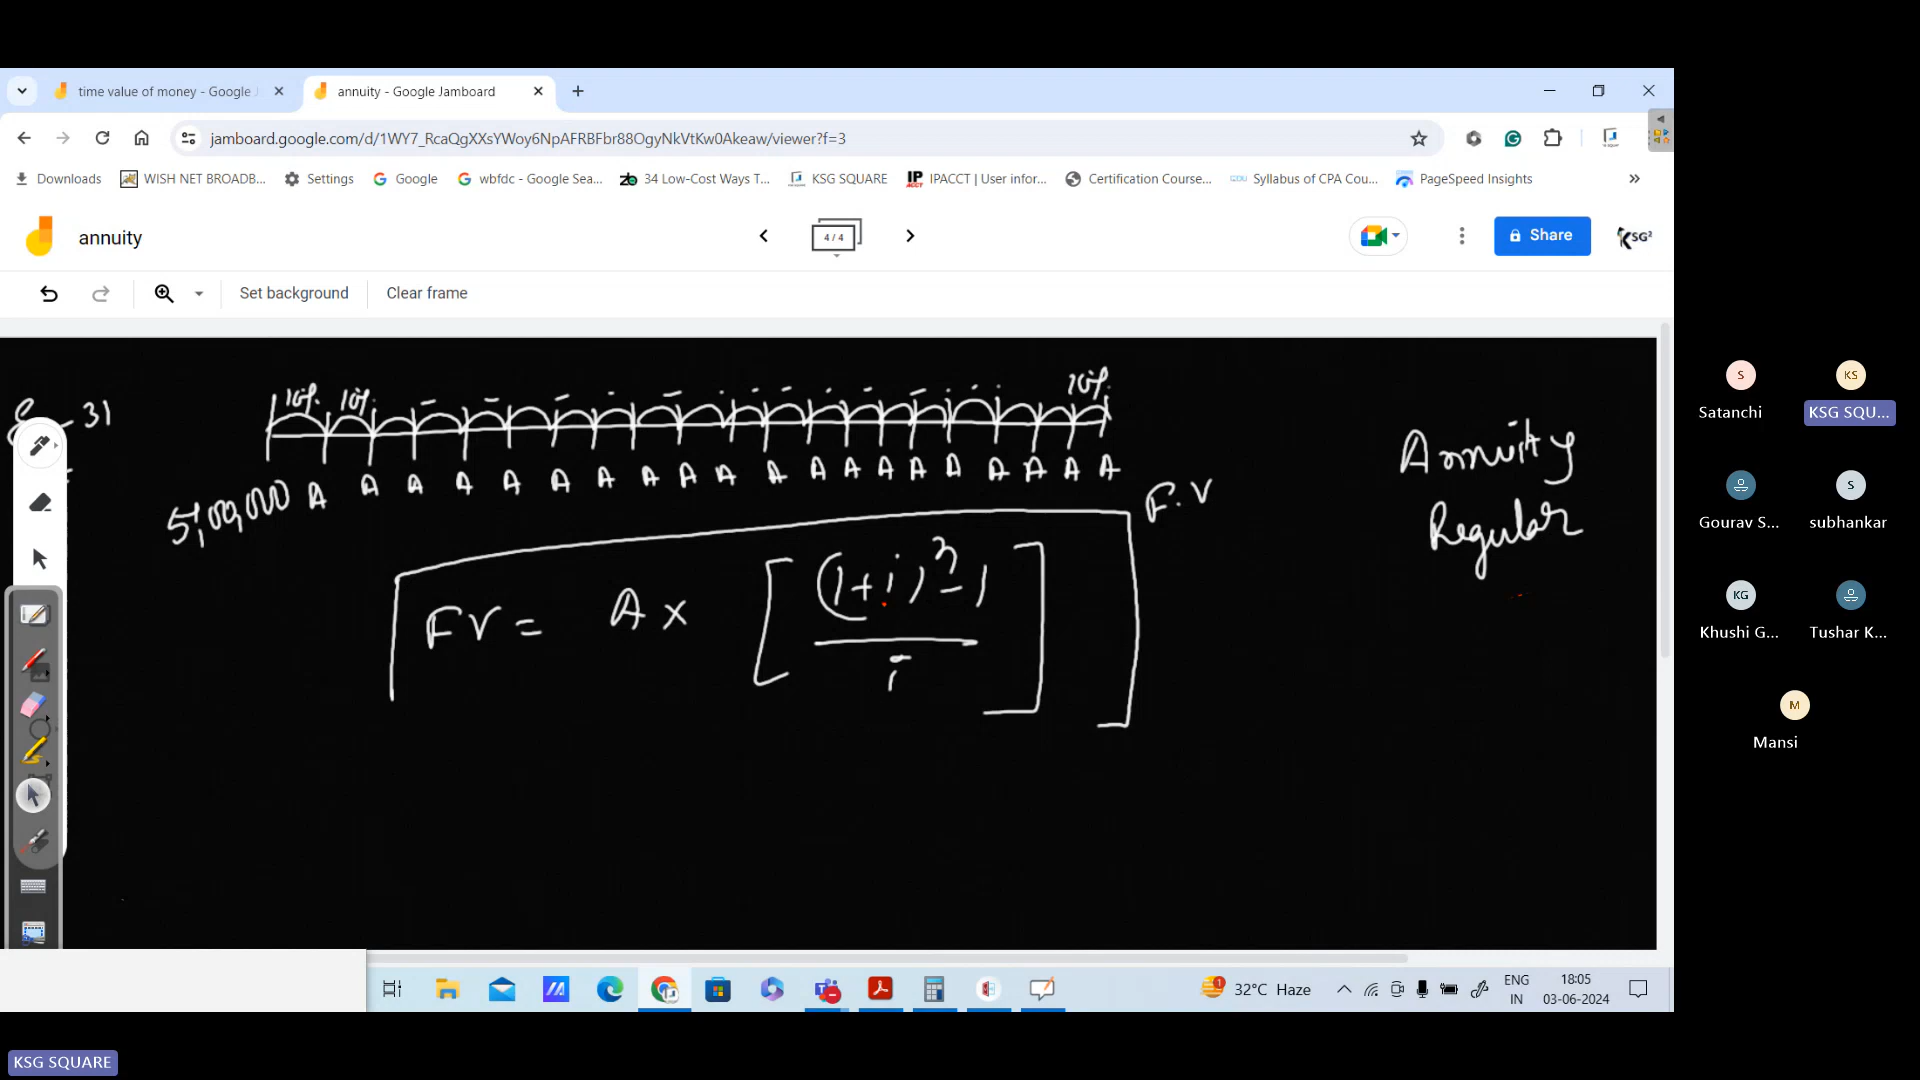 time value of money - Google J
annuity - Google Jamboard
jamboard.google.com/d/1WY7_RcaQgXXsYWoy6NpAFRBFbr88OgyNkVtKw0Akeaw/viewer?f=3
Downloads WISH NET BROADB... Settings Google wbfdc - Google Sea... 34 Low-Cost Ways T... KSG SQUARE IPACCT | User infor... Certification Course... Syllabus of CPA Cou... PageSpeed Insights »
annuity
4 / 4
Share
KSG²
Set background Clear frame
31
10% 10% 10%
5,00,000 A A A A A A A A A A A A A A A A A A A A
F.V
FV = A x [ (1+i)^n - 1 / i ]
Annuity
Regular
S KS
Satanchi KSG SQU...
S
Gourav S... subhankar
KG
Khushi G... Tushar K...
M
Mansi
32°C Haze
ENG
IN
18:05
03-06-2024
KSG SQUARE